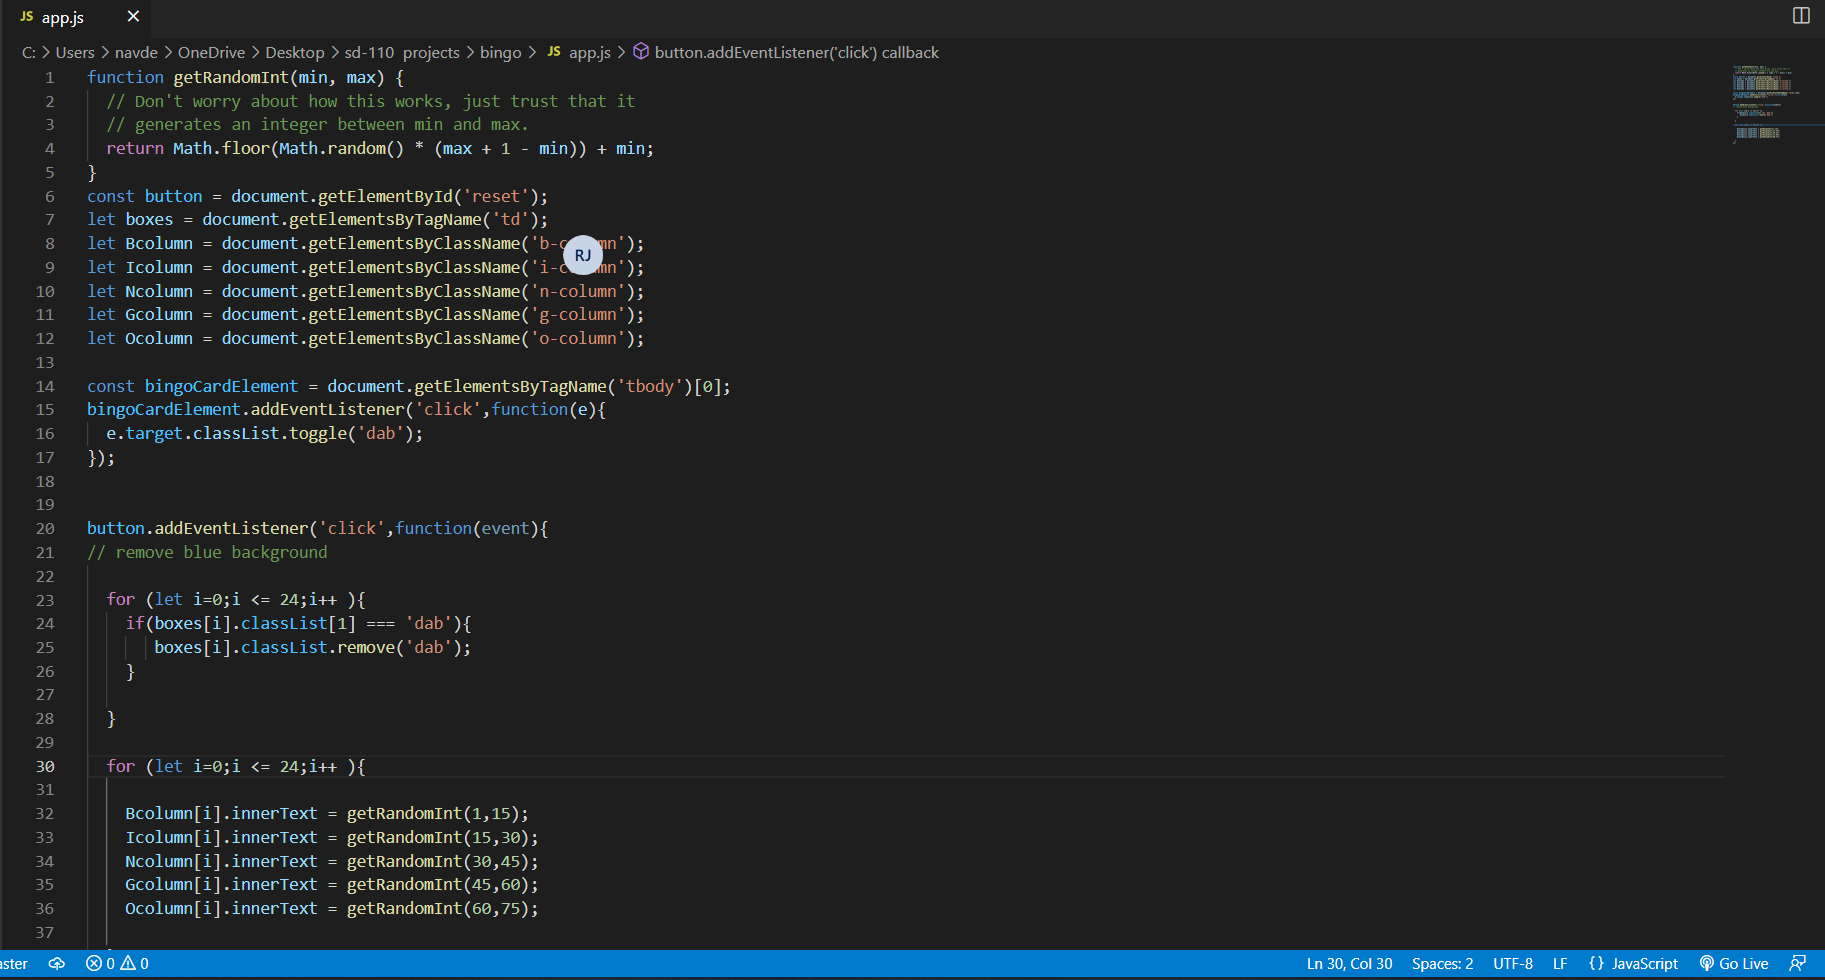 JS app.js
C: > Users > navde > OneDrive > Desktop > sd-110 projects > bingo > JS app.js > button.addEventListener('click') callback
1 function getRandomInt(min, max) {
2 // Don't worry about how this works, just trust that it
3 // generates an integer between min and max.
4 return Math.floor(Math.random() * (max + 1 - min)) + min;
5 }
6 const button = document.getElementById('reset');
7 let boxes = document.getElementsByTagName('td');
8 let Bcolumn = document.getElementsByClassName('b-c mn');
RJ
9 let Icolumn = document.getElementsByClassName('i-c mn');
10 let Ncolumn = document.getElementsByClassName('n-column');
11 let Gcolumn = document.getElementsByClassName('g-column');
12 let Ocolumn = document.getElementsByClassName('o-column');
13
14 const bingoCardElement = document.getElementsByTagName('tbody')[0];
15 bingoCardElement.addEventListener('click',function(e){
16 e.target.classList.toggle('dab');
17 });
18
19
20 button.addEventListener('click',function(event){
21 // remove blue background
22
23 for (let i=0;i <= 24;i++ ){
24 if(boxes[i].classList[1] === 'dab'){
25 boxes[i].classList.remove('dab');
26 }
27
28 }
29
30 for (let i=0;i <= 24;i++ ){
31
32 Bcolumn[i].innerText = getRandomInt(1,15);
33 Icolumn[i].innerText = getRandomInt(15,30);
34 Ncolumn[i].innerText = getRandomInt(30,45);
35 Gcolumn[i].innerText = getRandomInt(45,60);
36 Ocolumn[i].innerText = getRandomInt(60,75);
37
aster 0 0 Ln 30, Col 30 Spaces: 2 UTF-8 LF {} JavaScript Go Live